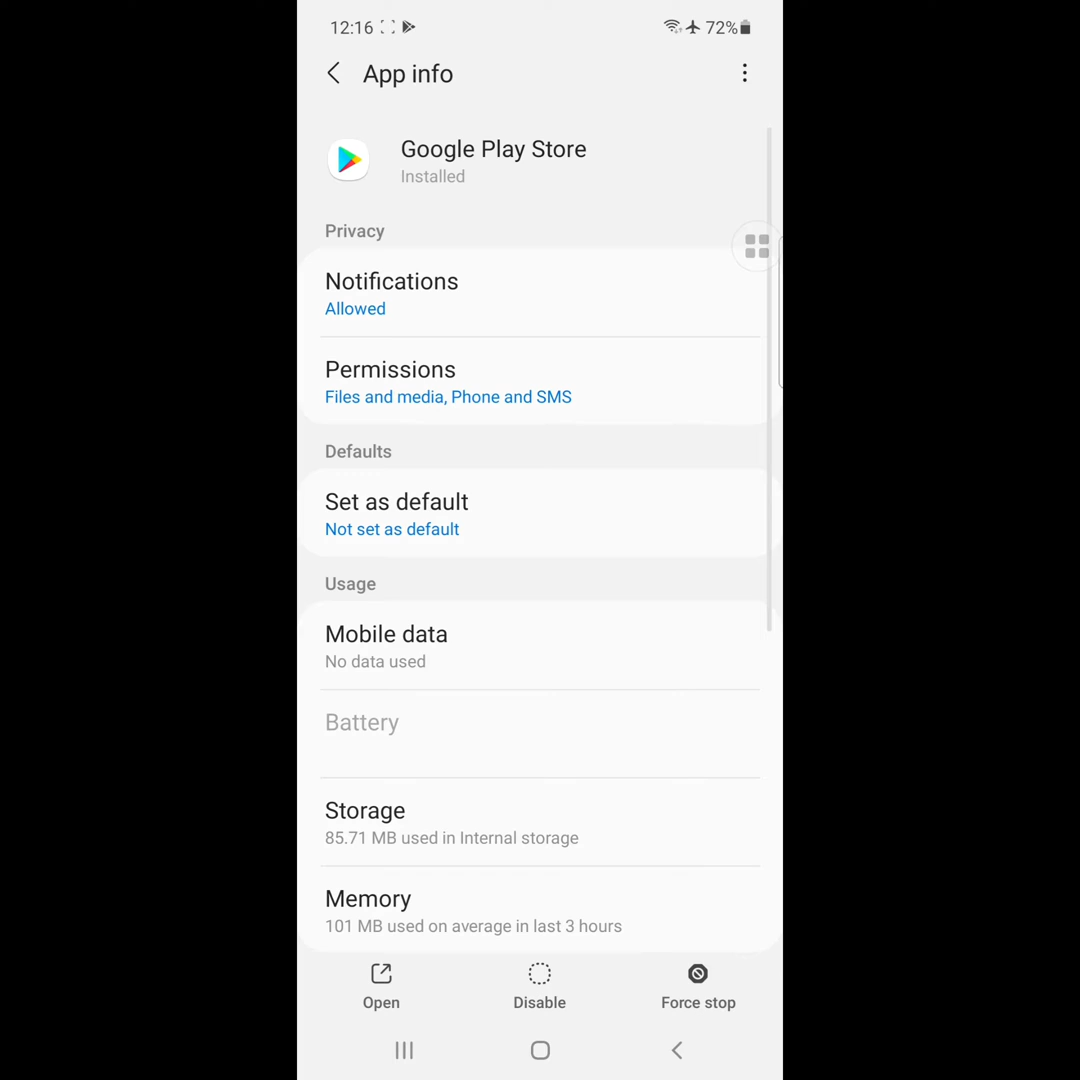 12:16 72%
App info
Google Play Store
Installed
Privacy
Notifications
Allowed
Permissions
Files and media, Phone and SMS
Defaults
Set as default
Not set as default
Usage
Mobile data
No data used
Battery
Storage
85.71 MB used in Internal storage
Memory
101 MB used on average in last 3 hours
Open Disable Force stop